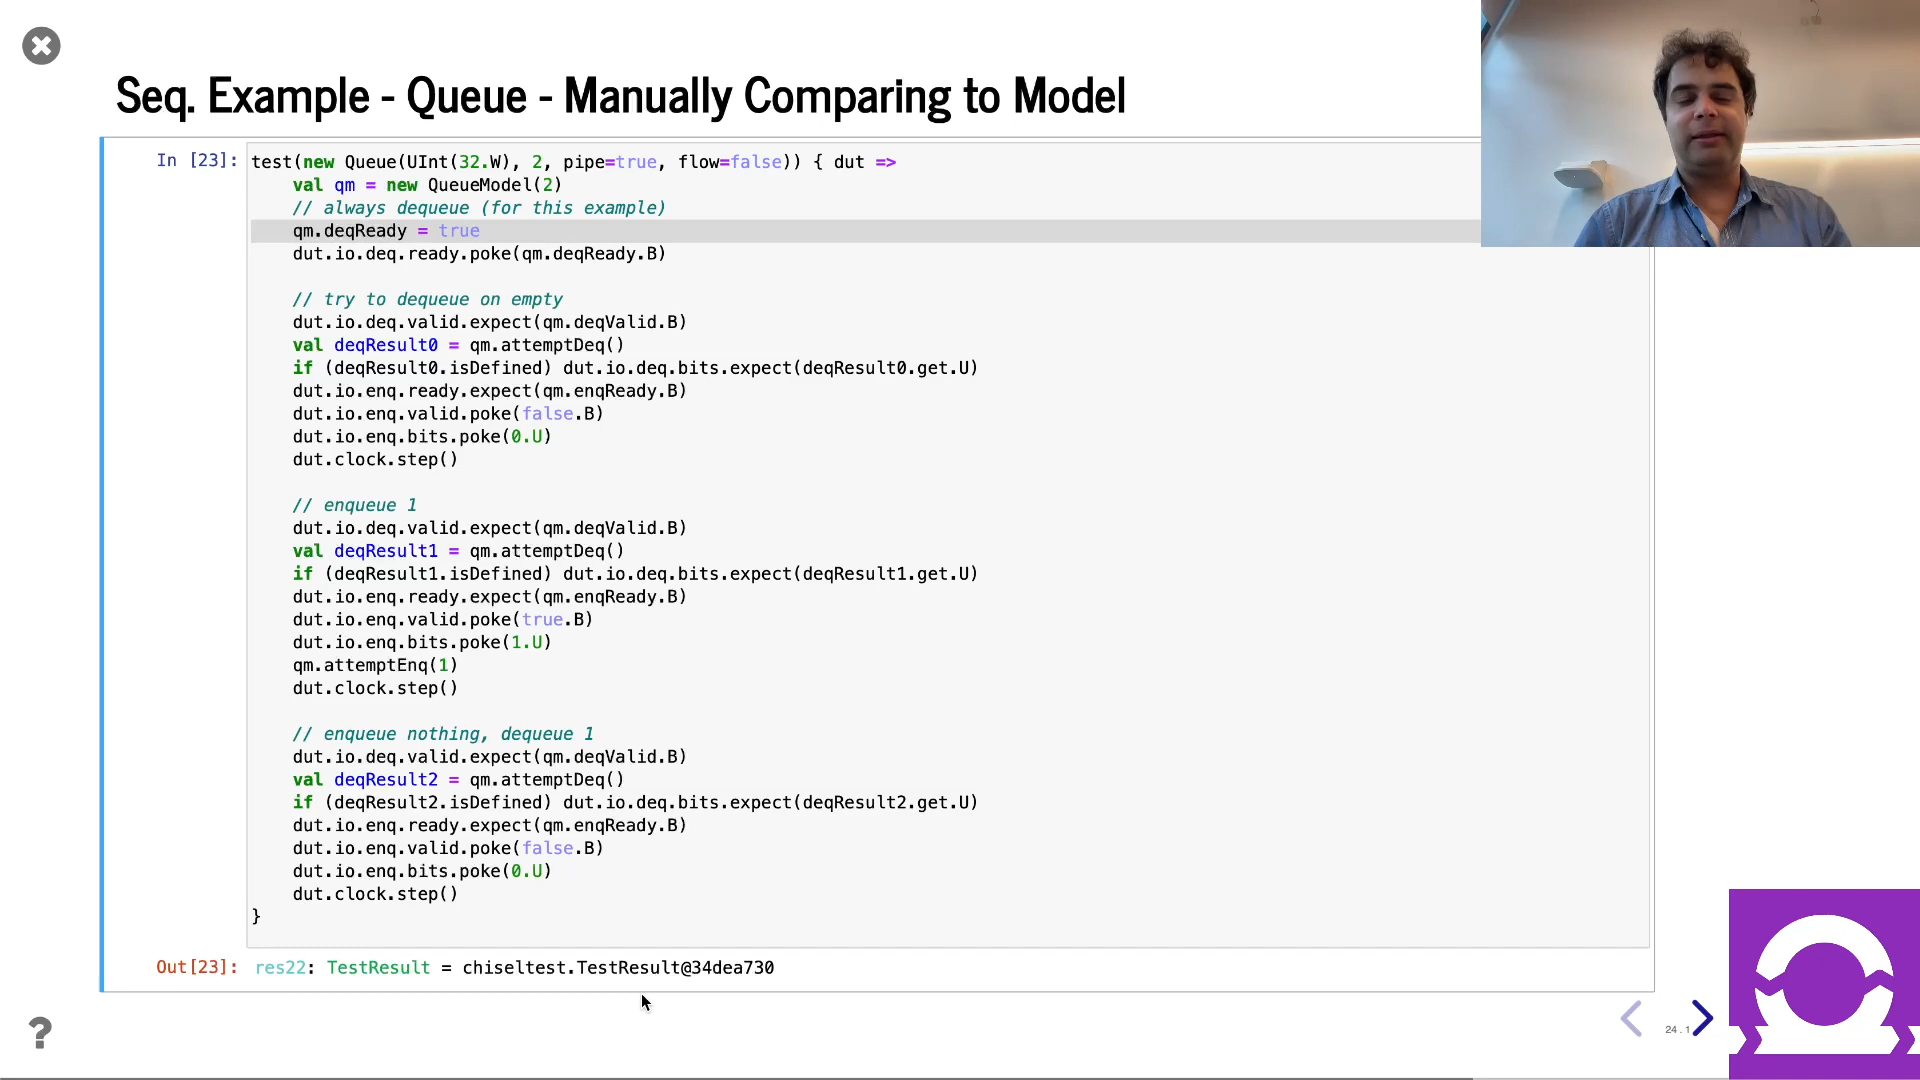 Seq. Example - Queue - Manually Comparing to Model
In [23]:
test(new Queue(UInt(32.W), 2, pipe=true, flow=false)) { dut =>
    val qm = new QueueModel(2)
    // always dequeue (for this example)
    qm.deqReady = true
    dut.io.deq.ready.poke(qm.deqReady.B)

    // try to dequeue on empty
    dut.io.deq.valid.expect(qm.deqValid.B)
    val deqResult0 = qm.attemptDeq()
    if (deqResult0.isDefined) dut.io.deq.bits.expect(deqResult0.get.U)
    dut.io.enq.ready.expect(qm.enqReady.B)
    dut.io.enq.valid.poke(false.B)
    dut.io.enq.bits.poke(0.U)
    dut.clock.step()

    // enqueue 1
    dut.io.deq.valid.expect(qm.deqValid.B)
    val deqResult1 = qm.attemptDeq()
    if (deqResult1.isDefined) dut.io.deq.bits.expect(deqResult1.get.U)
    dut.io.enq.ready.expect(qm.enqReady.B)
    dut.io.enq.valid.poke(true.B)
    dut.io.enq.bits.poke(1.U)
    qm.attemptEnq(1)
    dut.clock.step()

    // enqueue nothing, dequeue 1
    dut.io.deq.valid.expect(qm.deqValid.B)
    val deqResult2 = qm.attemptDeq()
    if (deqResult2.isDefined) dut.io.deq.bits.expect(deqResult2.get.U)
    dut.io.enq.ready.expect(qm.enqReady.B)
    dut.io.enq.valid.poke(false.B)
    dut.io.enq.bits.poke(0.U)
    dut.clock.step()
}
Out[23]: res22: TestResult = chiseltest.TestResult@34dea730
?
24 . 1